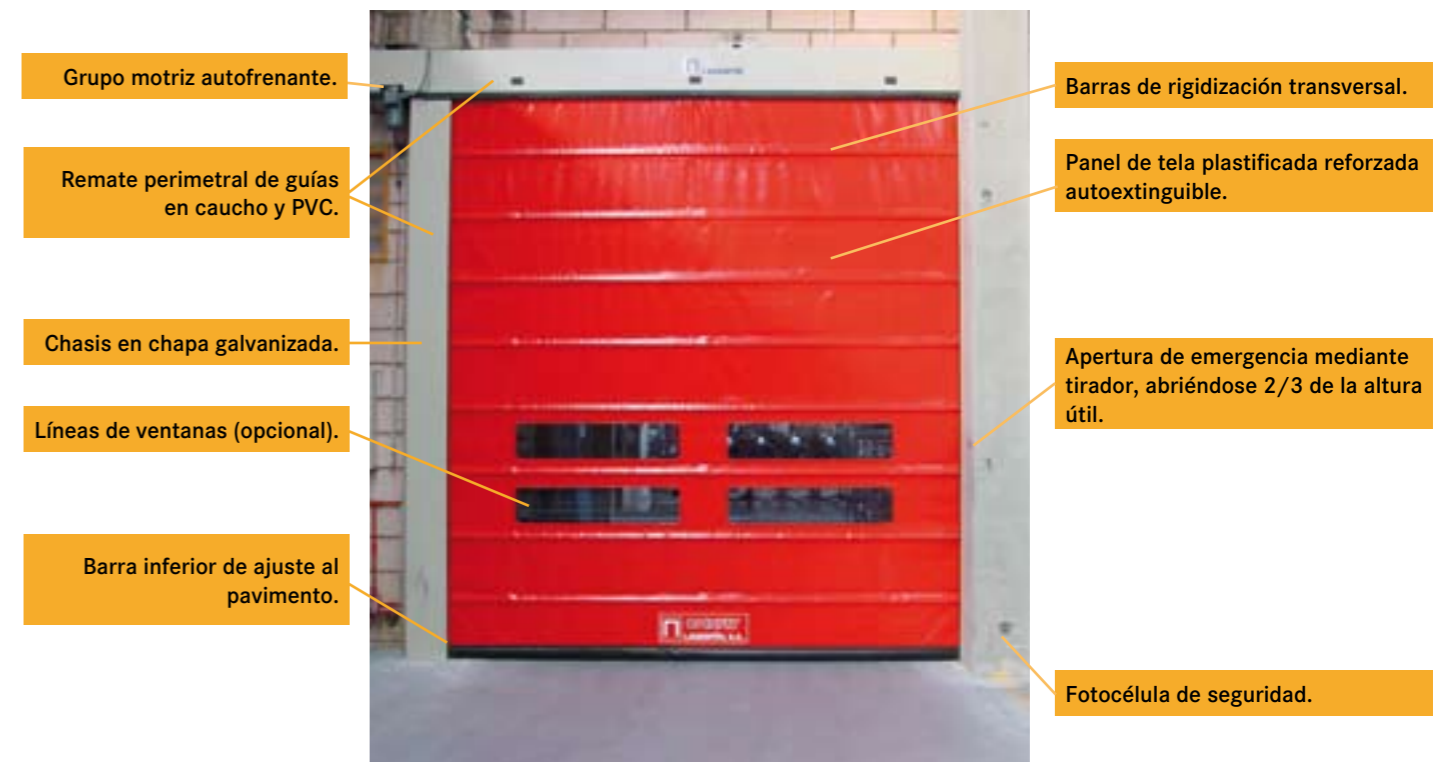 Grupo motriz autofrenante.
Remate perimetral de guías
en caucho y PVC.
Chasis en chapa galvanizada.
Líneas de ventanas (opcional).
Barra inferior de ajuste al
pavimento.
Barras de rigidización transversal.
Panel de tela plastificada reforzada
autoextinguible.
Apertura de emergencia mediante
tirador, abriéndose 2/3 de la altura
útil.
Fotocélula de seguridad.